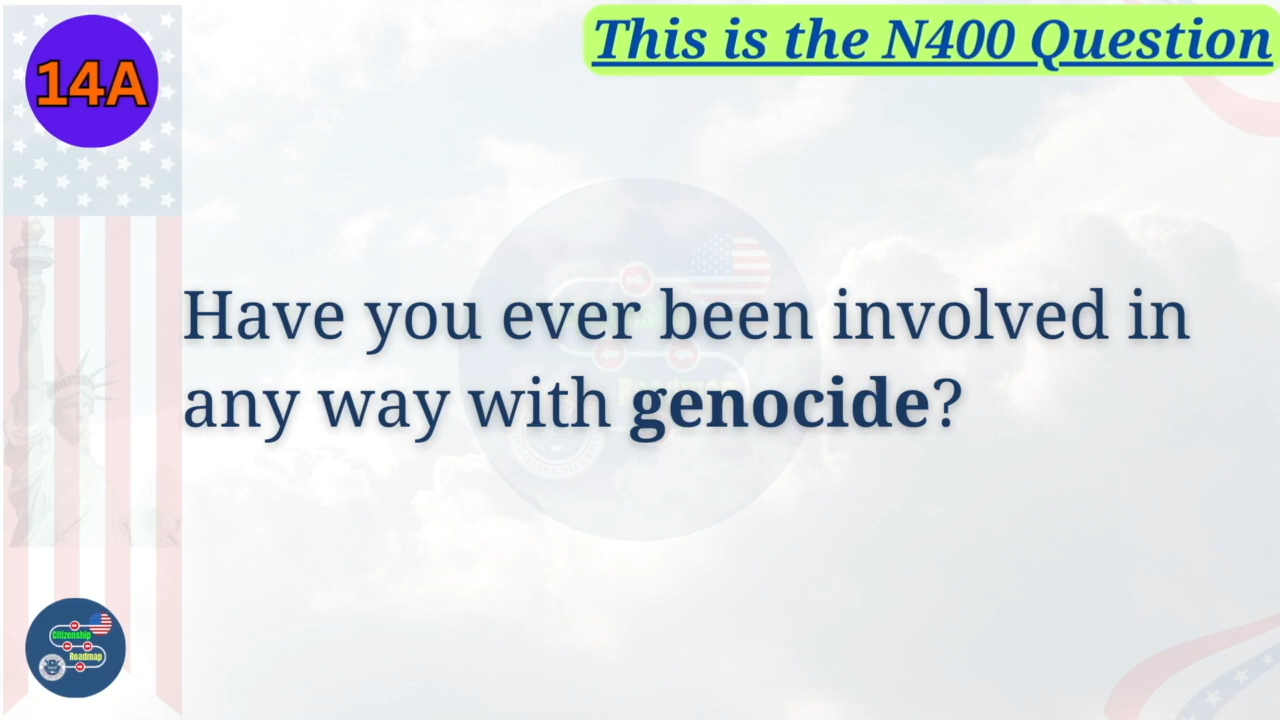 14A
This is the N400 Question
Have you ever been involved in
any way with genocide?
Citizenship
Roadmap